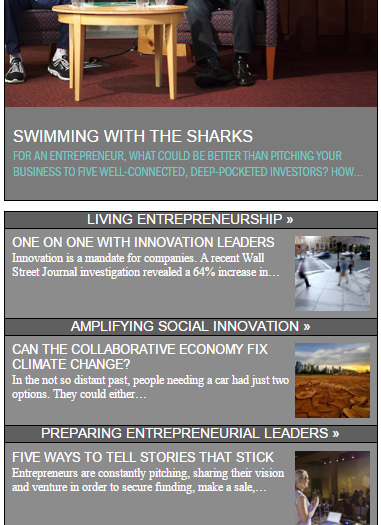 SWIMMING WITH THE SHARKS
FOR AN ENTREPRENEUR, WHAT COULD BE BETTER THAN PITCHING YOUR
BUSINESS TO FIVE WELL-CONNECTED, DEEP-POCKETED INVESTORS? HOW…
LIVING ENTREPRENEURSHIP »
ONE ON ONE WITH INNOVATION LEADERS
Innovation is a mandate for companies. A recent Wall
Street Journal investigation revealed a 64% increase in…
AMPLIFYING SOCIAL INNOVATION »
CAN THE COLLABORATIVE ECONOMY FIX
CLIMATE CHANGE?
In the not so distant past, people needing a car had just two
options. They could either…
PREPARING ENTREPRENEURIAL LEADERS »
FIVE WAYS TO TELL STORIES THAT STICK
Entrepreneurs are constantly pitching, sharing their vision
and venture in order to secure funding, make a sale,…